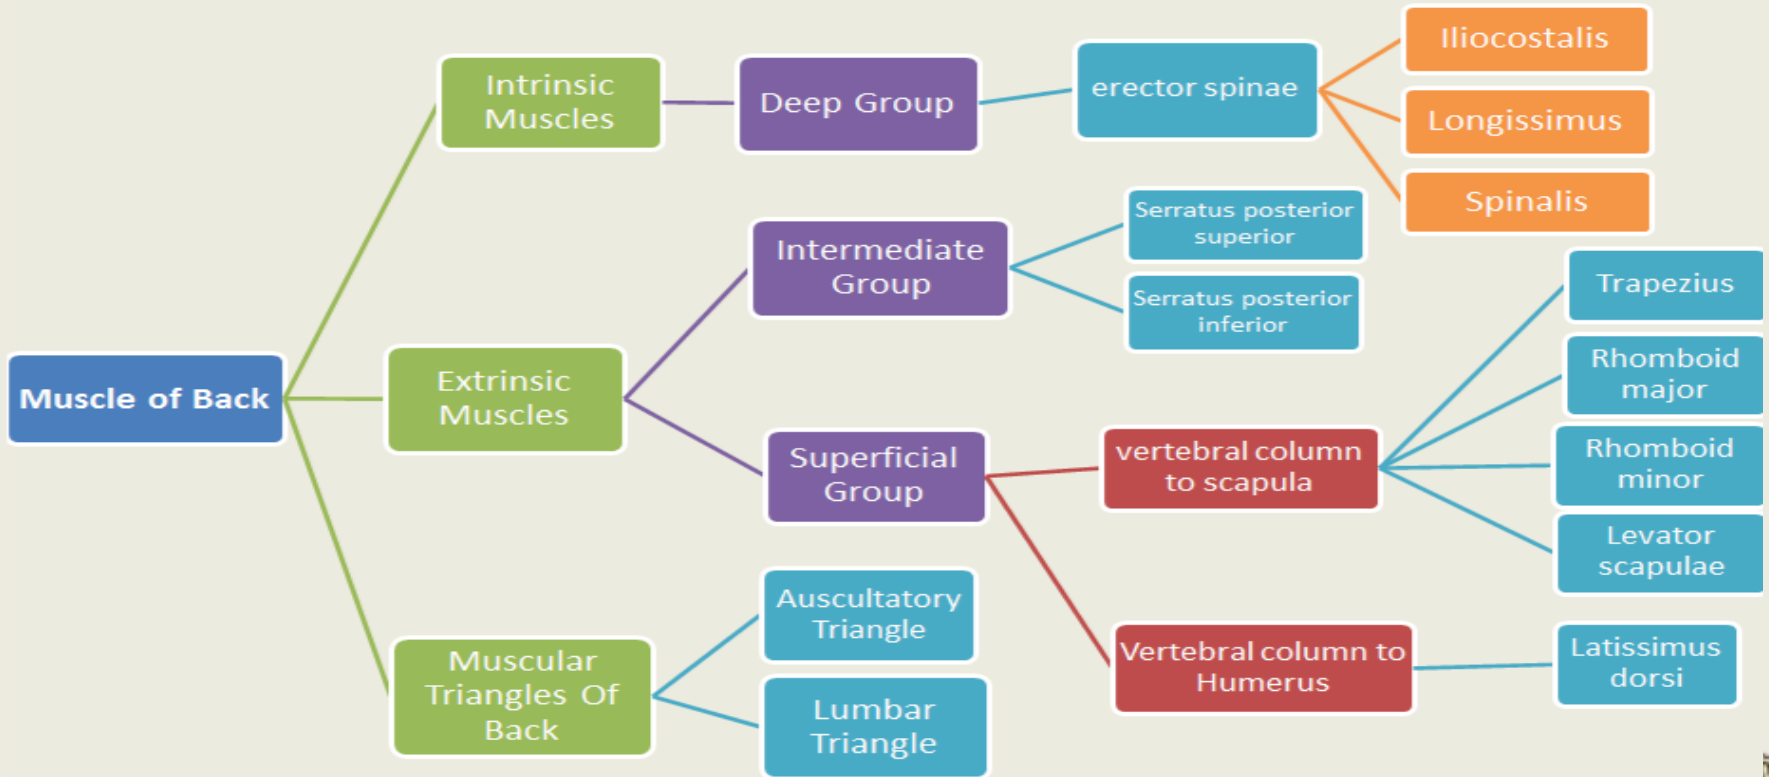 Muscle of Back
Intrinsic
Muscles
Deep Group
erector spinae
Iliocostalis
Longissimus
Spinalis
Extrinsic
Muscles
Intermediate
Group
Serratus posterior
superior
Serratus posterior
inferior
Superficial
Group
vertebral column
to scapula
Trapezius
Rhomboid
major
Rhomboid
minor
Levator
scapulae
Vertebral column to
Humerus
Latissimus
dorsi
Muscular
Triangles Of
Back
Auscultatory
Triangle
Lumbar
Triangle